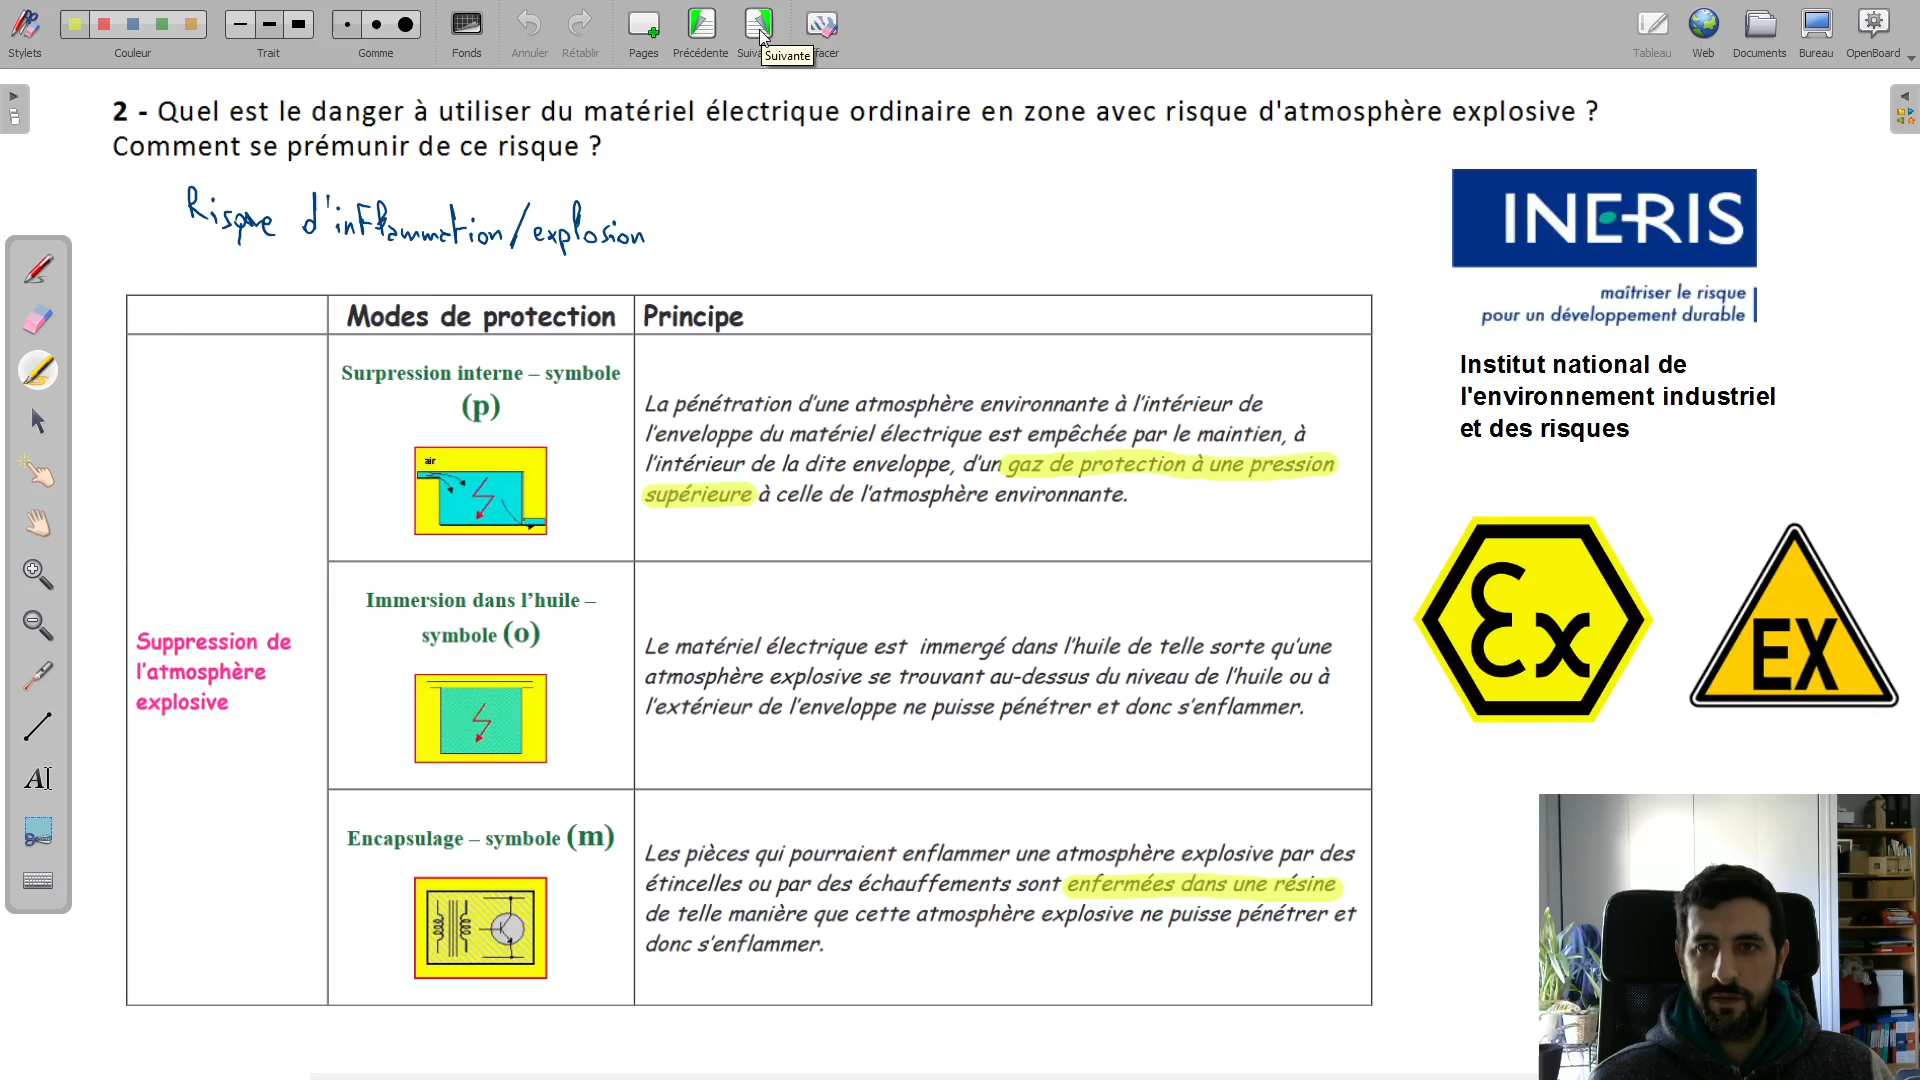 Stylets
Couleur
Trait
Gomme
Fonds
Annuler
Rétablir
Pages
Précédente
Suivante
facer
Tableau
Web
Documents
Bureau
OpenBoard
2 - Quel est le danger à utiliser du matériel électrique ordinaire en zone avec risque d'atmosphère explosive ?
Comment se prémunir de ce risque ?
Risque d'inflammation/explosion
INERIS
maîtriser le risque
pour un développement durable
Institut national de
l'environnement industriel
et des risques
Modes de protection
Principe
Suppression de
l'atmosphère
explosive
Surpression interne – symbole
(p)
air
La pénétration d'une atmosphère environnante à l'intérieur de
l'enveloppe du matériel électrique est empêchée par le maintien, à
l'intérieur de la dite enveloppe, d'un gaz de protection à une pression
supérieure à celle de l'atmosphère environnante.
Immersion dans l'huile –
symbole (o)
Le matériel électrique est immergé dans l'huile de telle sorte qu'une
atmosphère explosive se trouvant au-dessus du niveau de l'huile ou à
l'extérieur de l'enveloppe ne puisse pénétrer et donc s'enflammer.
Encapsulage – symbole (m)
Les pièces qui pourraient enflammer une atmosphère explosive par des
étincelles ou par des échauffements sont enfermées dans une résine
de telle manière que cette atmosphère explosive ne puisse pénétrer et
donc s'enflammer.
Ex
EX
AI